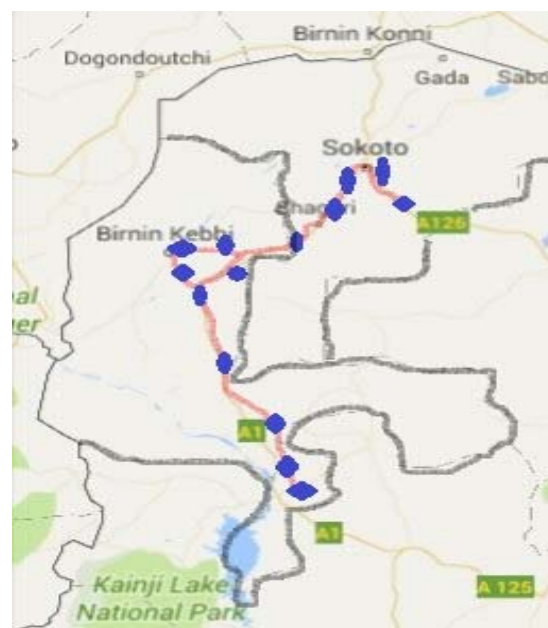 Birnin Konni
Dogondoutchi
Gada
Sabo
Sokoto
A126
Birnin Kebbi
al
er
A1
A1
Kainji Lake
National Park
A 125